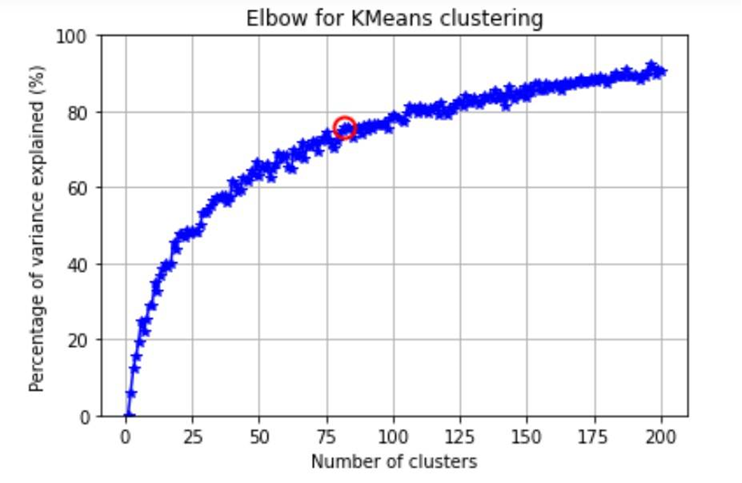 Elbow for KMeans clustering
Percentage of variance explained (%)
100
80
60
40
20
0
0 25 50 75 100 125 150 175 200
Number of clusters